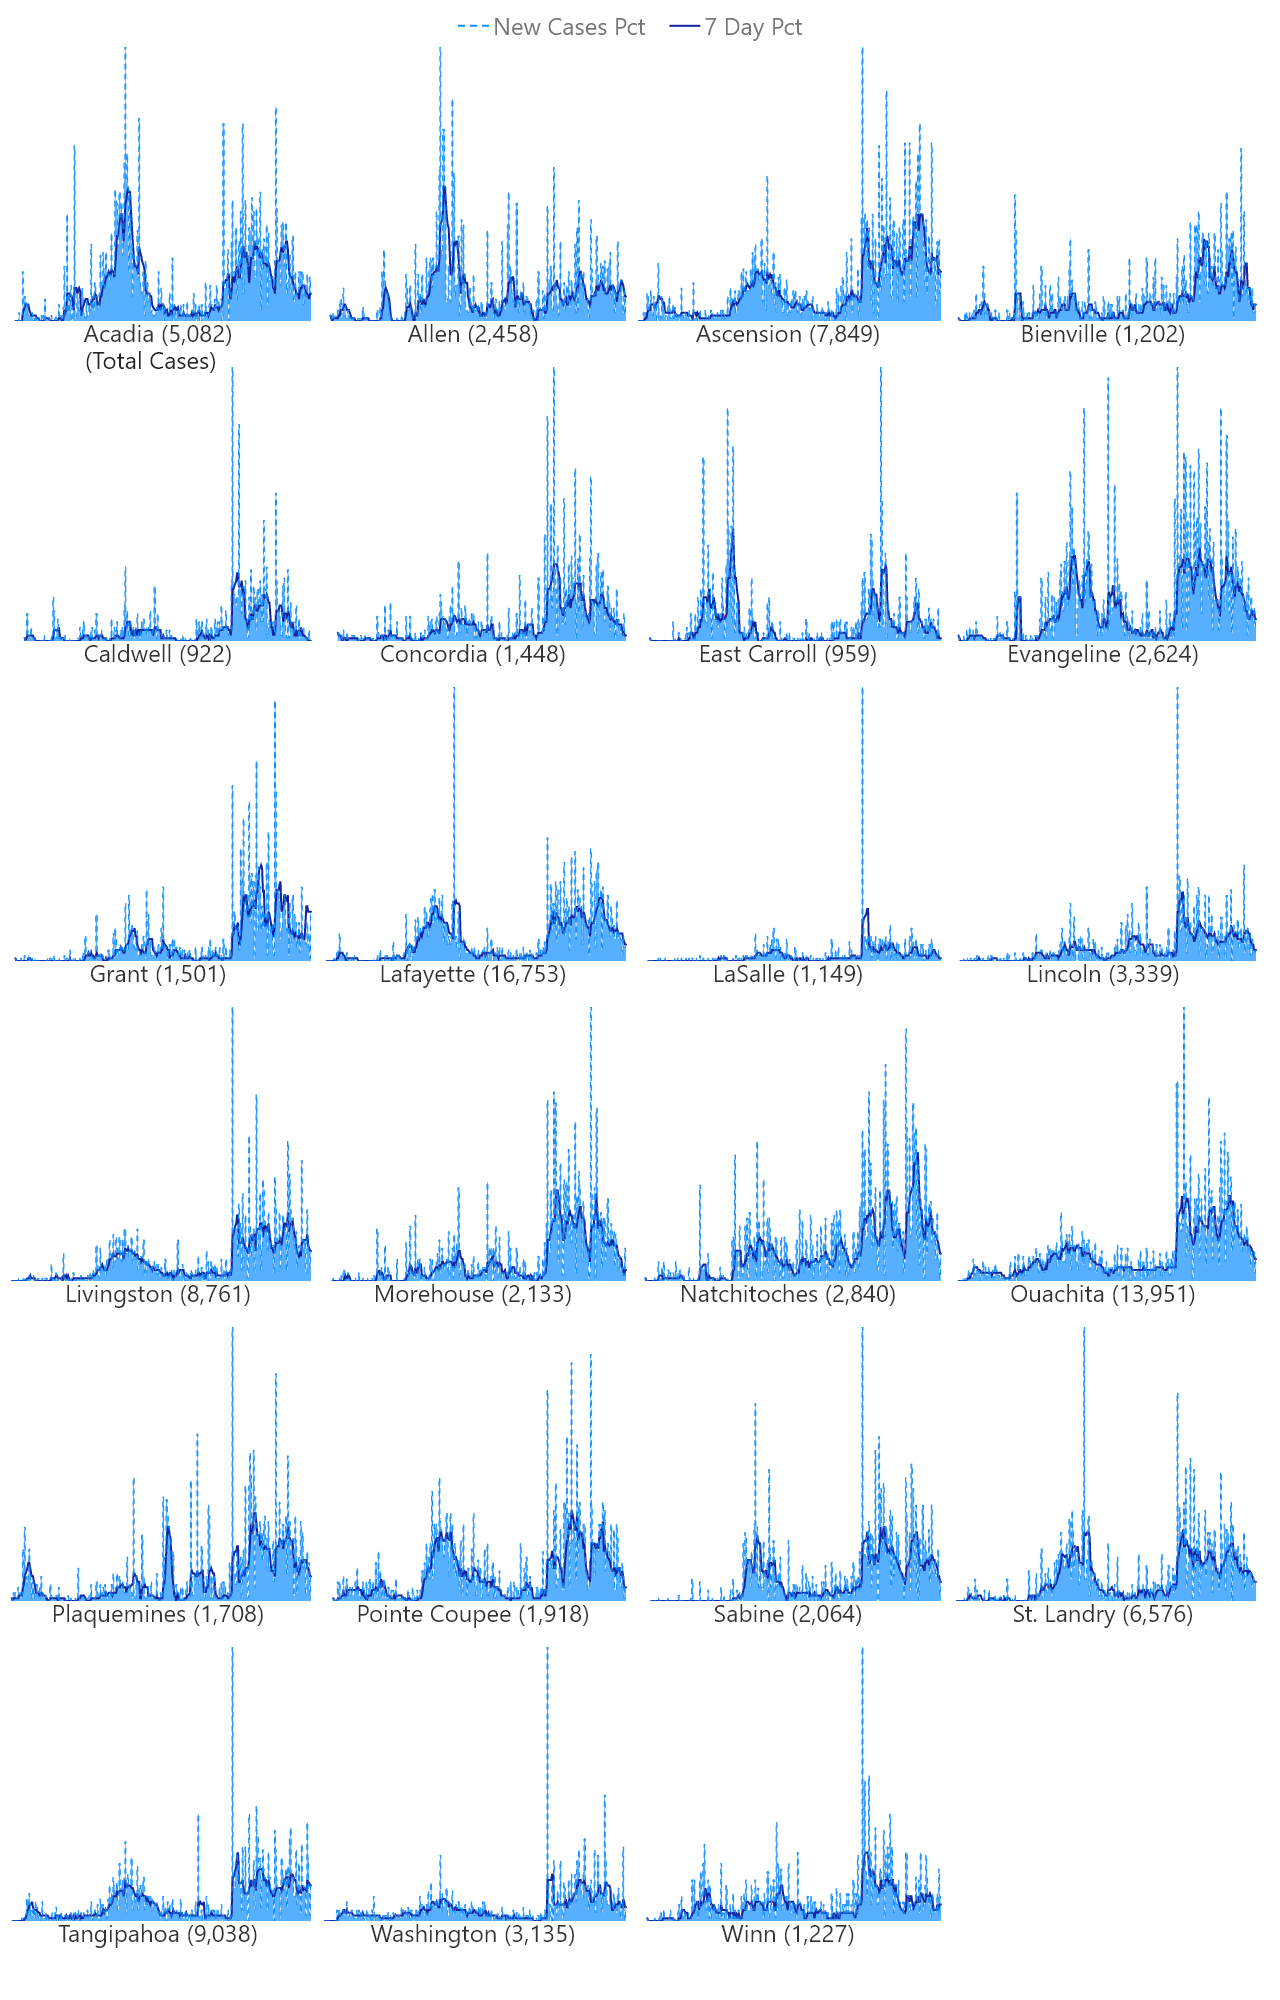 New Cases Pct 7 Day Pct
Acadia (5,082) Allen (2,458) Ascension (7,849) Bienville (1,202)
(Total Cases)
Caldwell (922) Concordia (1,448) East Carroll (959) Evangeline (2,624)
Grant (1,501) Lafayette (16,753) LaSalle (1,149) Lincoln (3,339)
Livingston (8,761) Morehouse (2,133) Natchitoches (2,840) Ouachita (13,951)
Plaquemines (1,708) Pointe Coupee (1,918) Sabine (2,064) St. Landry (6,576)
Tangipahoa (9,038) Washington (3,135) Winn (1,227)